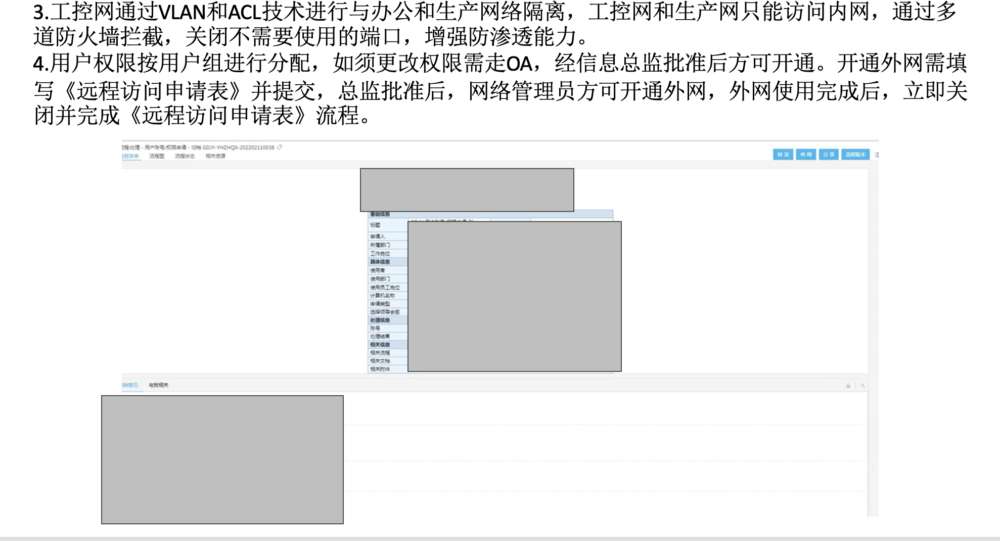 3.工控网通过VLAN和ACL技术进行与办公和生产网络隔离，工控网和生产网只能访问内网，通过多
道防火墙拦截，关闭不需要使用的端口，增强防渗透能力。
4.用户权限按用户组进行分配，如须更改权限需走OA，经信息总监批准后方可开通。开通外网需填
写《远程访问申请表》并提交，总监批准后，网络管理员方可开通外网，外网使用完成后，立即关
闭并完成《远程访问申请表》流程。
程处理 - 用户账号/权限申请 - 归档 GDJY-YHZHQX-202202110038
程表单 流程图 流程状态 相关资源
转发 传阅 分享 流程版本
基础信息
标题
申请人
所属部门
工作岗位
具体信息
使用者
使用部门
使用员工岗位
计算机名称
申请类型
选择领导会签
处理信息
账号
处理结果
相关信息
相关流程
相关文档
相关附件
转意见 与我相关